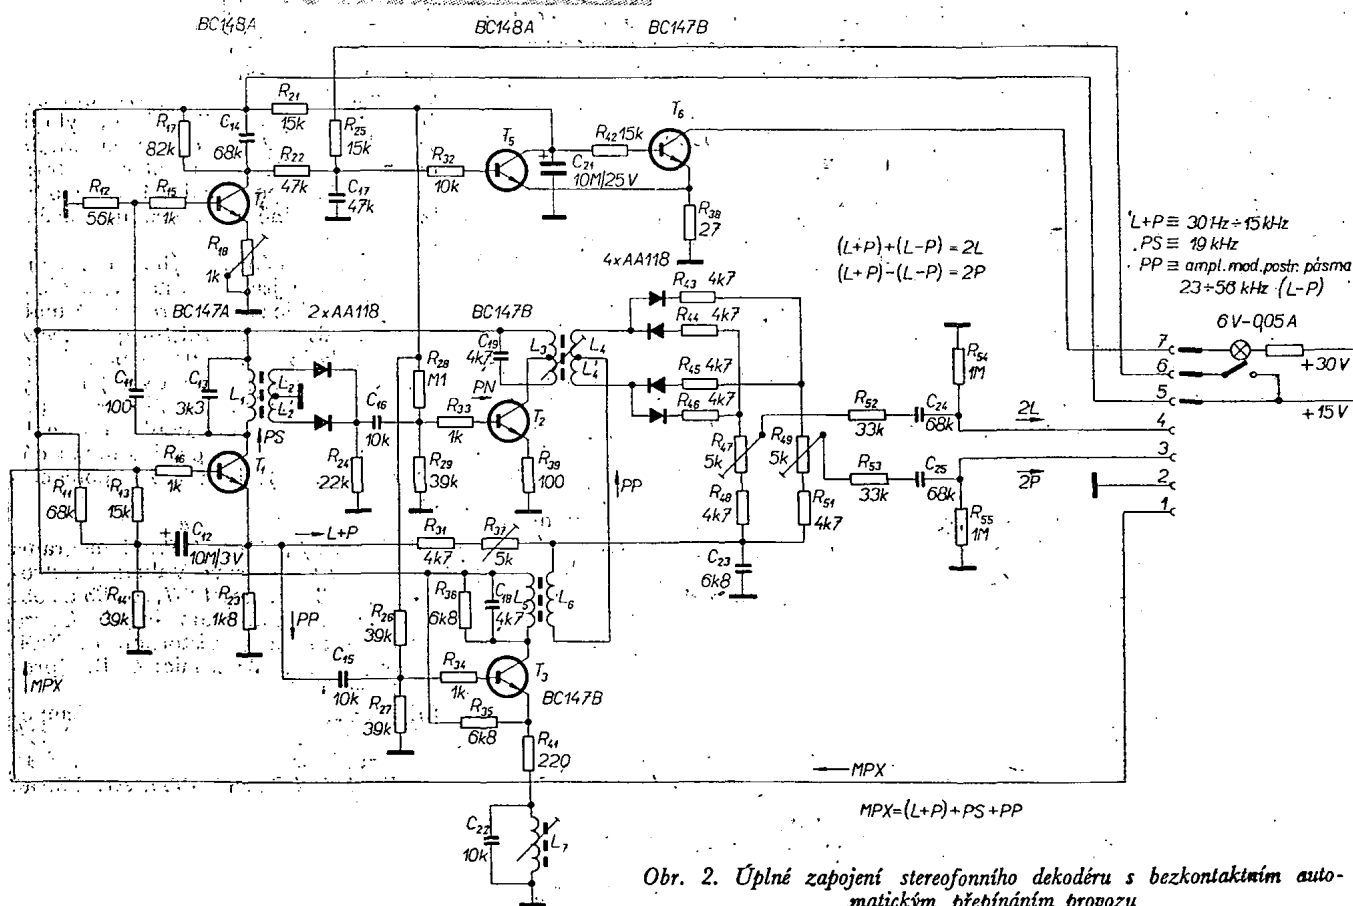 BC148A
BC148A
BC147B
R21
15k
R17
82k
C14
68k
R25
15k
R22
47k
C17
47k
R32
10k
T5
R42 15k
T6
C21
10M/25V
R38
27
R12
56k
R15
1k
T4
R18
1k
4xAA118
(L+P)+(L-P)=2L
(L+P)-(L-P)=2P
L+P ≡ 30 Hz÷15 kHz
PS ≡ 19 kHz
PP ≡ ampl. mod. postr. pásma
23÷56 kHz (L-P)
6V-0,05A
BC147A
2xAA118
BC147B
C11
100
C13
3k3
L1
L2
L2'
PS
C16
10k
R24
22k
R28
M1
R29
39k
PN
R33
1k
C19
4k7
L3
L4
L4'
T2
R39
100
R43 4k7
R44
4k7
R45 4k7
R46
4k7
R47
5k
R49
5k
R48
4k7
R51
4k7
R52
33k
C24
68k
R53
33k
C25
68k
R54
1M
R55
1M
2L
2P
7
6
5
4
3
2
1
+30V
+15V
PP
R11
68k
R13
15k
R16
1k
T1
C12
10M/3V
L+P
R31
4k7
R37
5k
C23
6k8
R14
39k
R23
1k8
PP
R26
39k
R36
6k8
C18
4k7
L5
L6
MPX
C15
10k
R27
39k
R34
1k
T3
BC147B
R35
6k8
R41
220
MPX
MPX=(L+P)+PS+PP
C22
10k
L7
Obr. 2. Úplné zapojení stereofonního dekodéru s bezkontaktním auto-
matickým přepínáním provozu